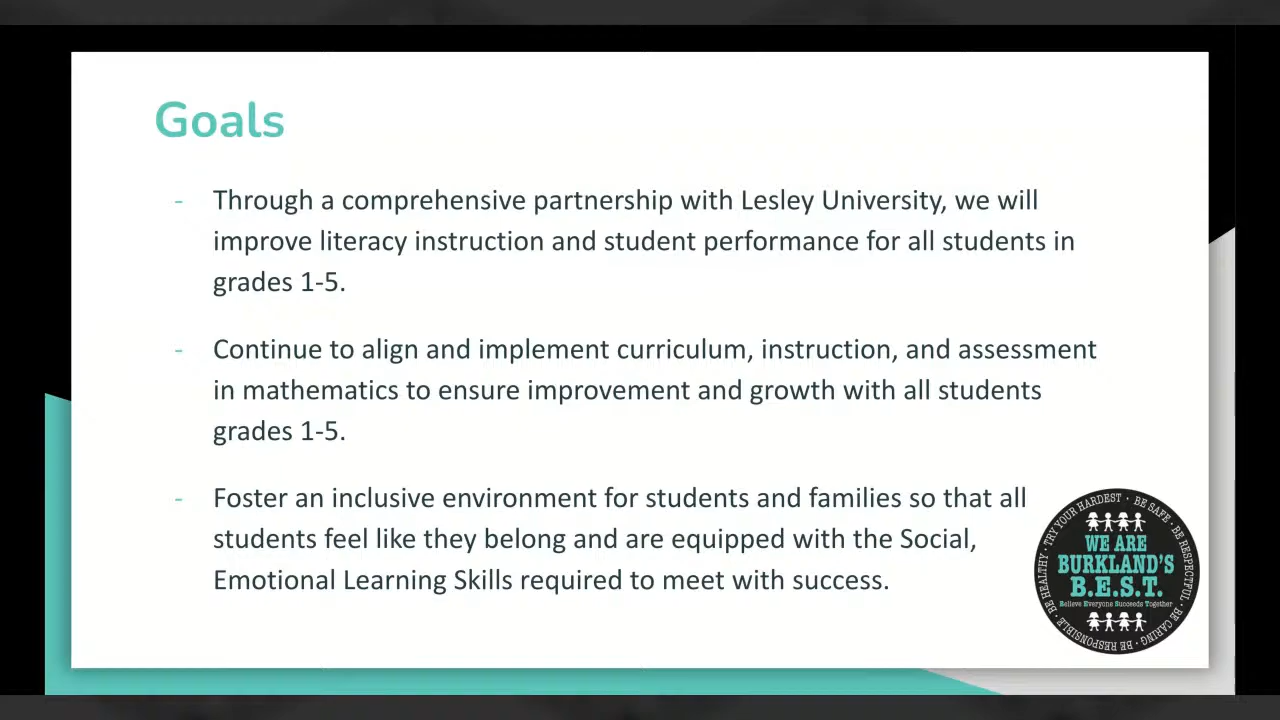 Goals
- Through a comprehensive partnership with Lesley University, we will
improve literacy instruction and student performance for all students in
grades 1-5.
- Continue to align and implement curriculum, instruction, and assessment
in mathematics to ensure improvement and growth with all students
grades 1-5.
- Foster an inclusive environment for students and families so that all
students feel like they belong and are equipped with the Social,
Emotional Learning Skills required to meet with success.
TRY YOUR HARDEST · BE SAFE · BE RESPECTFUL · BE CARING · BE RESPONSIBLE · BE HEALTHY ·
WE ARE
BURKLAND'S
B.E.S.T.
Believe Everyone Succeeds Together